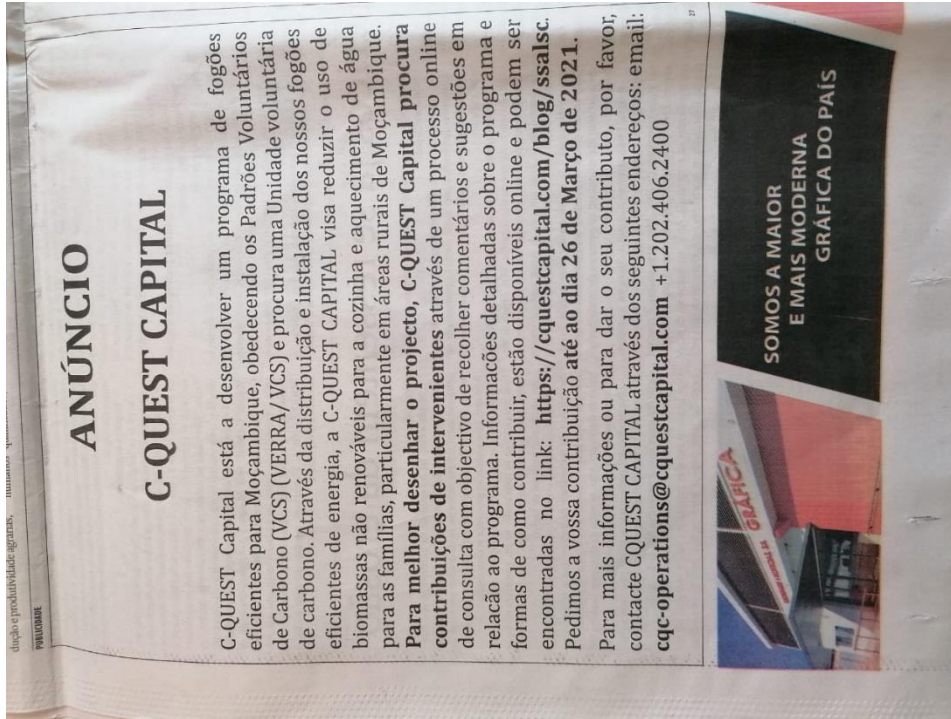 dução e produtividade agrárias,
PUBLICIDADE
ANÚNCIO
C-QUEST CAPITAL
C-QUEST Capital está a desenvolver um programa de fogões
eficientes para Moçambique, obedecendo os Padrões Voluntários
de Carbono (VCS) (VERRA/ VCS) e procura uma Unidade voluntária
de carbono. Através da distribuição e instalação dos nossos fogões
eficientes de energia, a C-QUEST CAPITAL visa reduzir o uso de
biomassas não renováveis para a cozinha e aquecimento de água
para as famílias, particularmente em áreas rurais de Moçambique.
Para melhor desenhar o projecto, C-QUEST Capital procura
contribuições de intervenientes através de um processo online
de consulta com objectivo de recolher comentários e sugestões em
relacão ao programa. Informacões detalhadas sobre o programa e
formas de como contribuir, estão disponíveis online e podem ser
encontradas no link: https://cquestcapital.com/blog/ssalsc.
Pedimos a vossa contribuição até ao dia 26 de Março de 2021.
Para mais informações ou para dar o seu contributo, por favor,
contacte CQUEST CAPITAL através dos seguintes endereços: email:
cqc-operations@cquestcapital.com +1.202.406.2400
GRÁFICA
SOMOS A MAIOR
E MAIS MODERNA
GRÁFICA DO PAÍS